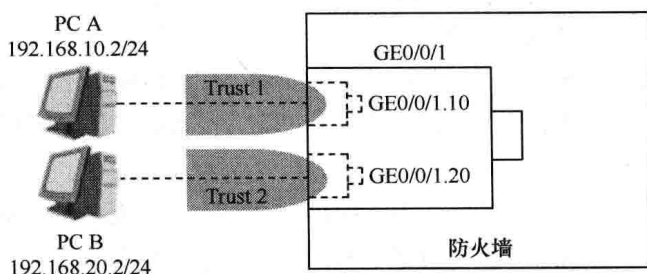 PC A
192.168.10.2/24
GE0/0/1
Trust 1
GE0/0/1.10
GE0/0/1.20
Trust 2
PC B
192.168.20.2/24
防火墙